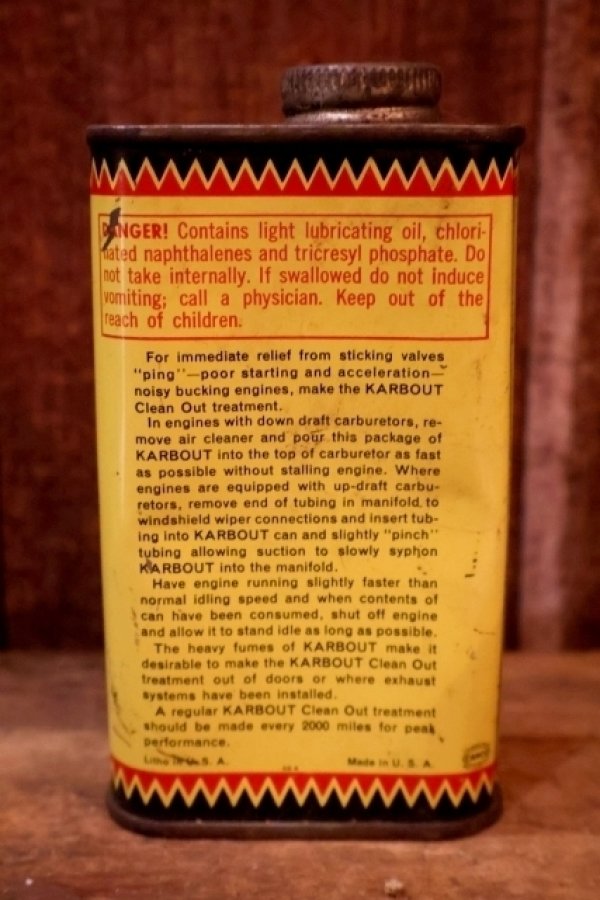 DANGER! Contains light lubricating oil, chlori-
nated naphthalenes and tricresyl phosphate. Do
not take internally. If swallowed do not induce
vomiting; call a physician. Keep out of the
reach of children.
For immediate relief from sticking valves
"ping"—poor starting and acceleration—
noisy bucking engines, make the KARBOUT
Clean Out treatment.
In engines with down draft carburetors, re-
move air cleaner and pour this package of
KARBOUT into the top of carburetor as fast
as possible without stalling engine. Where
engines are equipped with up-draft carbu-
retors, remove end of tubing in manifold to
windshield wiper connections and insert tub-
ing into KARBOUT can and slightly "pinch"
tubing allowing suction to slowly syphon
KARBOUT into the manifold.
Have engine running slightly faster than
normal idling speed and when contents of
can have been consumed, shut off engine
and allow it to stand idle as long as possible.
The heavy fumes of KARBOUT make it
desirable to make the KARBOUT Clean Out
treatment out of doors or where exhaust
systems have been installed.
A regular KARBOUT Clean Out treatment
should be made every 2000 miles for peak
performance.
Litho in U. S. A. Made in U. S. A.